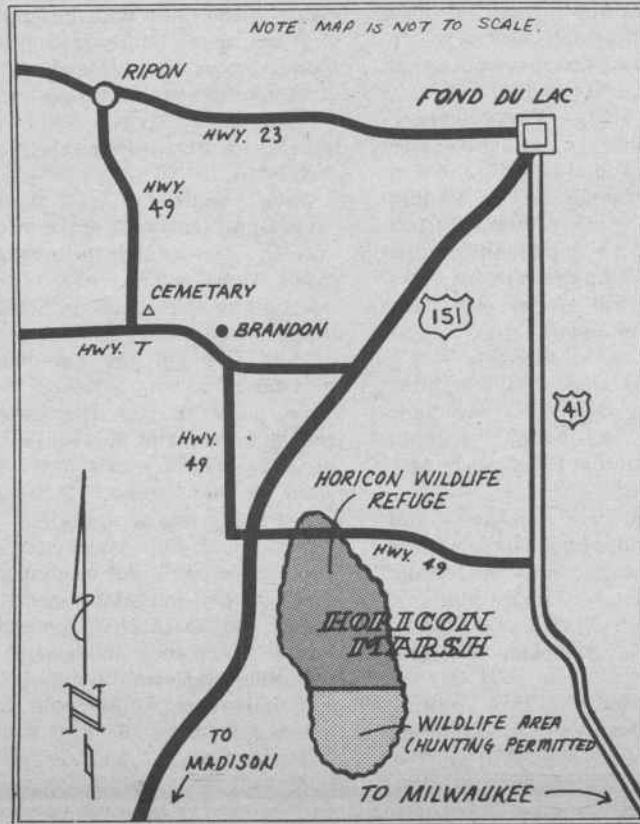 NOTE: MAP IS NOT TO SCALE.
RIPON
FOND DU LAC
HWY. 23
HWY.
49
CEMETARY
BRANDON
HWY. T
151
41
HWY.
49
HORICON WILDLIFE
REFUGE
HWY. 49
HORICON
MARSH
WILDLIFE AREA
(HUNTING PERMITTED
TO
MADISON
TO MILWAUKEE
N